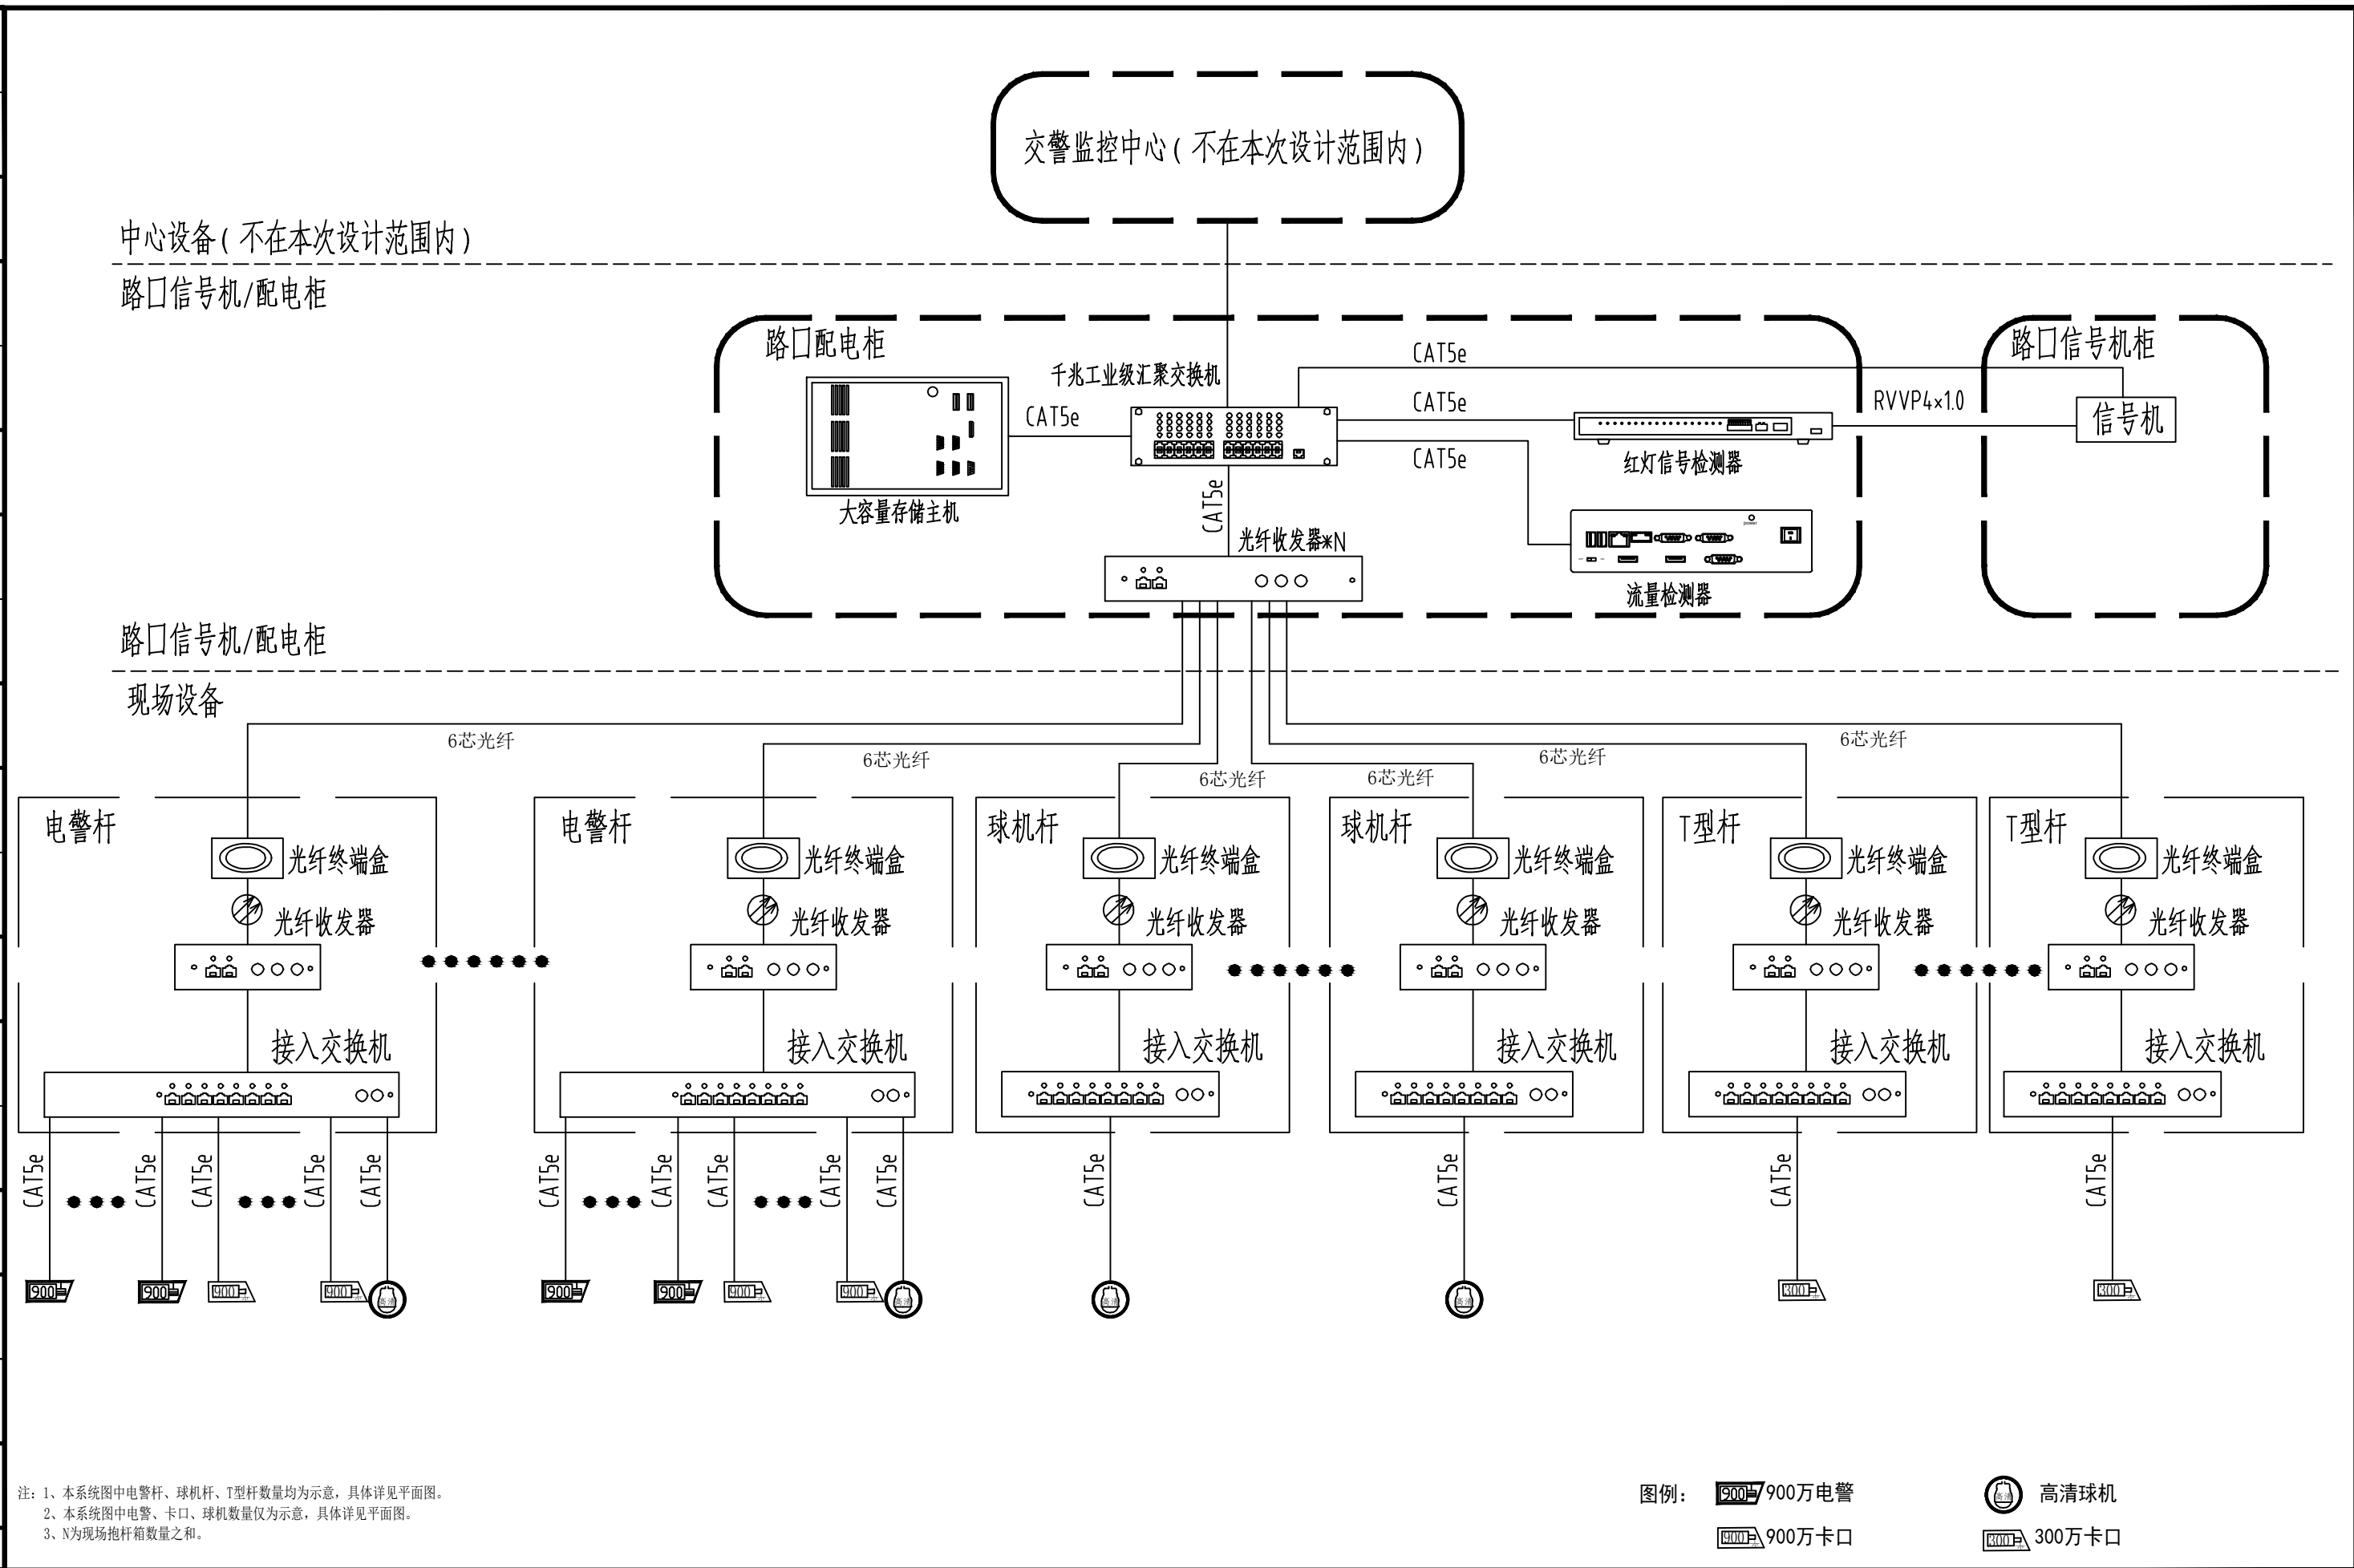 交警监控中心(不在本次设计范围内)
中心设备(不在本次设计范围内)
路口信号机/配电柜
路口配电柜
路口信号机柜
千兆工业级汇聚交换机
CAT5e
CAT5e
CAT5e
CAT5e
RVVP4×1.0
信号机
红灯信号检测器
大容量存储主机
CAT5e
光纤收发器*N
power
流量检测器
路口信号机/配电柜
现场设备
6芯光纤
6芯光纤
6芯光纤
6芯光纤
6芯光纤
6芯光纤
电警杆
光纤终端盒
光纤收发器
接入交换机
电警杆
光纤终端盒
光纤收发器
接入交换机
球机杆
光纤终端盒
光纤收发器
接入交换机
球机杆
光纤终端盒
光纤收发器
接入交换机
T型杆
光纤终端盒
光纤收发器
接入交换机
T型杆
光纤终端盒
光纤收发器
接入交换机
CAT5e
CAT5e
CAT5e
CAT5e
CAT5e
CAT5e
CAT5e
CAT5e
CAT5e
CAT5e
CAT5e
CAT5e
CAT5e
CAT5e
900
900
900
900
高清
900
900
900
900
高清
高清
高清
300
300
注：1、本系统图中电警杆、球机杆、T型杆数量均为示意，具体详见平面图。
2、本系统图中电警、卡口、球机数量仅为示意，具体详见平面图。
3、N为现场抱杆箱数量之和。
图例：
900
900万电警
高清
高清球机
900
900万卡口
300
300万卡口